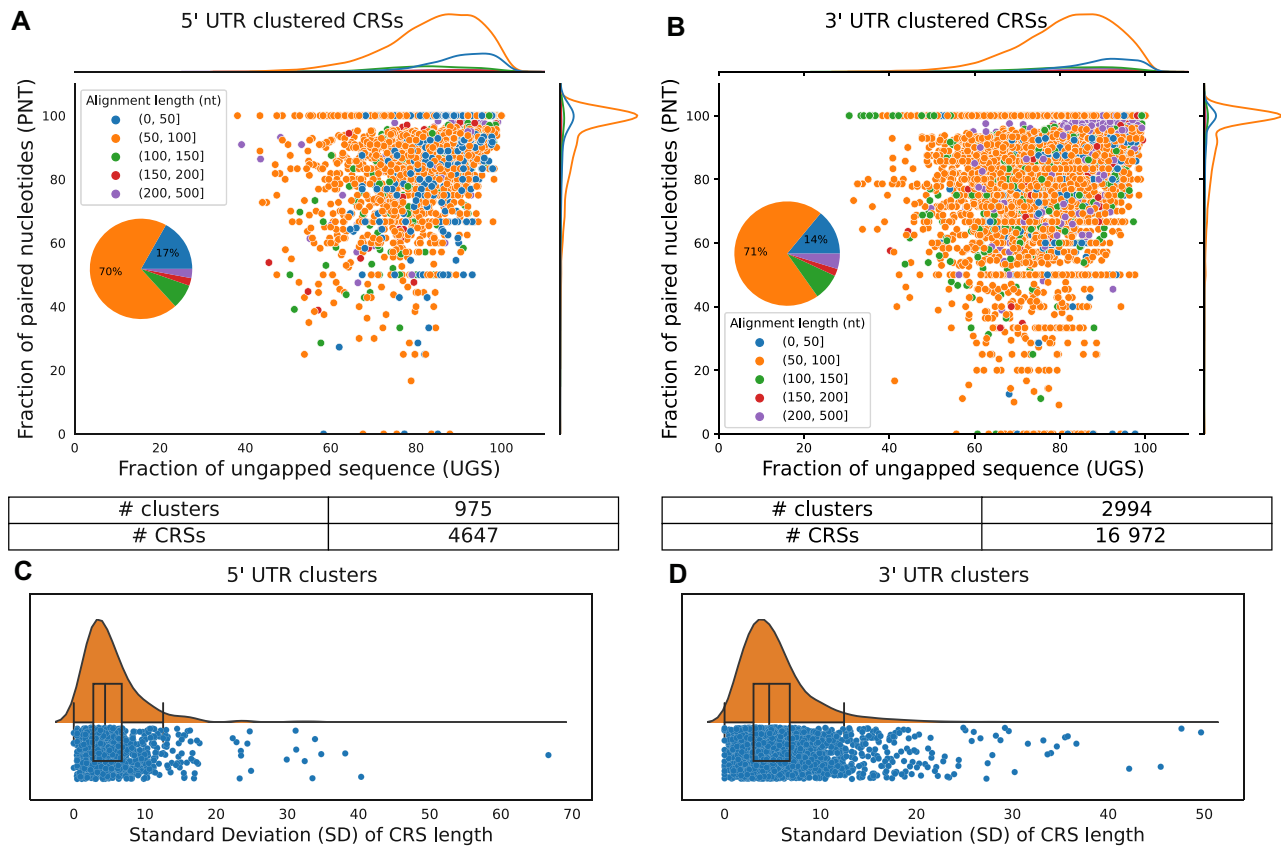 A
5' UTR clustered CRSs
Fraction of paired nucleotides (PNT)
100
80
60
40
20
0
Alignment length (nt)
(0, 50]
(50, 100]
(100, 150]
(150, 200]
(200, 500]
17%
70%
0 20 40 60 80 100
Fraction of ungapped sequence (UGS)
# clusters 975
# CRSs 4647
B
3' UTR clustered CRSs
Fraction of paired nucleotides (PNT)
100
80
60
40
20
0
14%
71%
Alignment length (nt)
(0, 50]
(50, 100]
(100, 150]
(150, 200]
(200, 500]
0 20 40 60 80 100
Fraction of ungapped sequence (UGS)
# clusters 2994
# CRSs 16 972
C
5' UTR clusters
0 10 20 30 40 50 60 70
Standard Deviation (SD) of CRS length
D
3' UTR clusters
0 10 20 30 40 50
Standard Deviation (SD) of CRS length